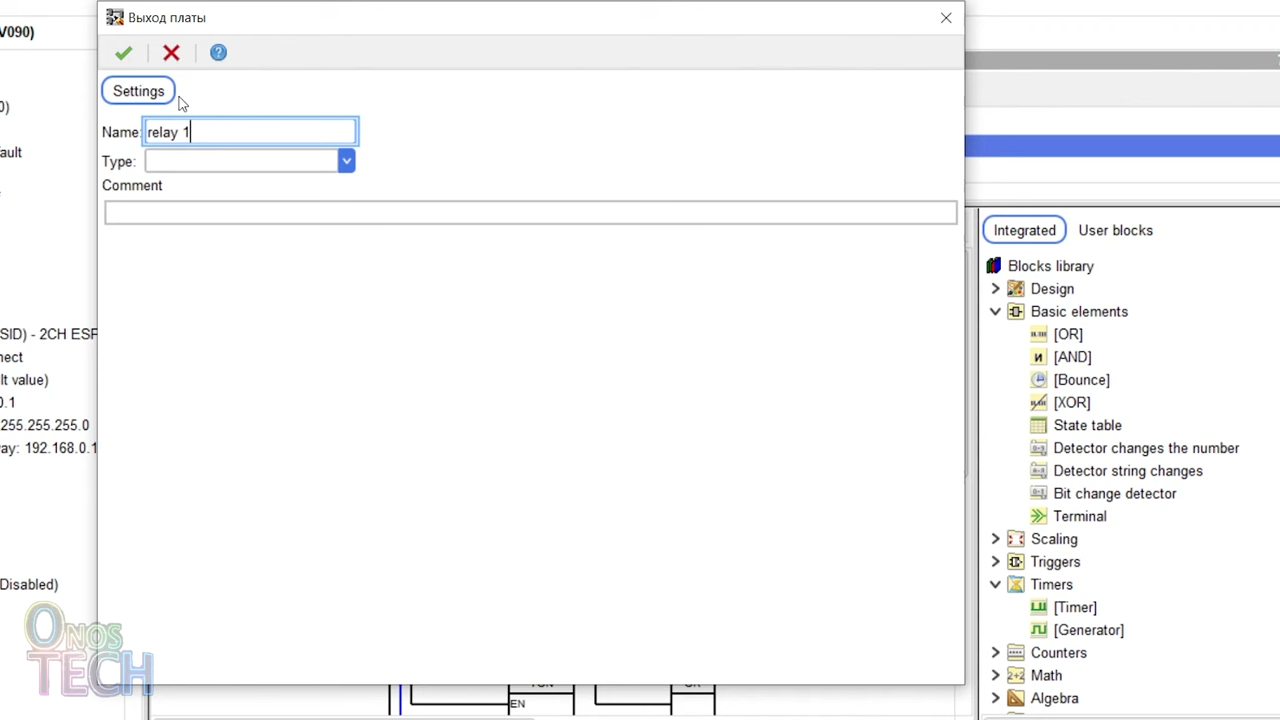 V090)
Выход платы
0)
Settings
Name: relay 1
ault
Type:
Comment
Integrated
User blocks
Blocks library
Design
Basic elements
[OR]
SID) - 2CH ESP
[AND]
nect
[Bounce]
lt value)
[XOR]
0.1
State table
255.255.255.0
Detector changes the number
way: 192.168.0.1
Detector string changes
Bit change detector
Terminal
Scaling
Triggers
Disabled)
Timers
[Timer]
[Generator]
Counters
Math
Algebra
EN
ONOS
TECH